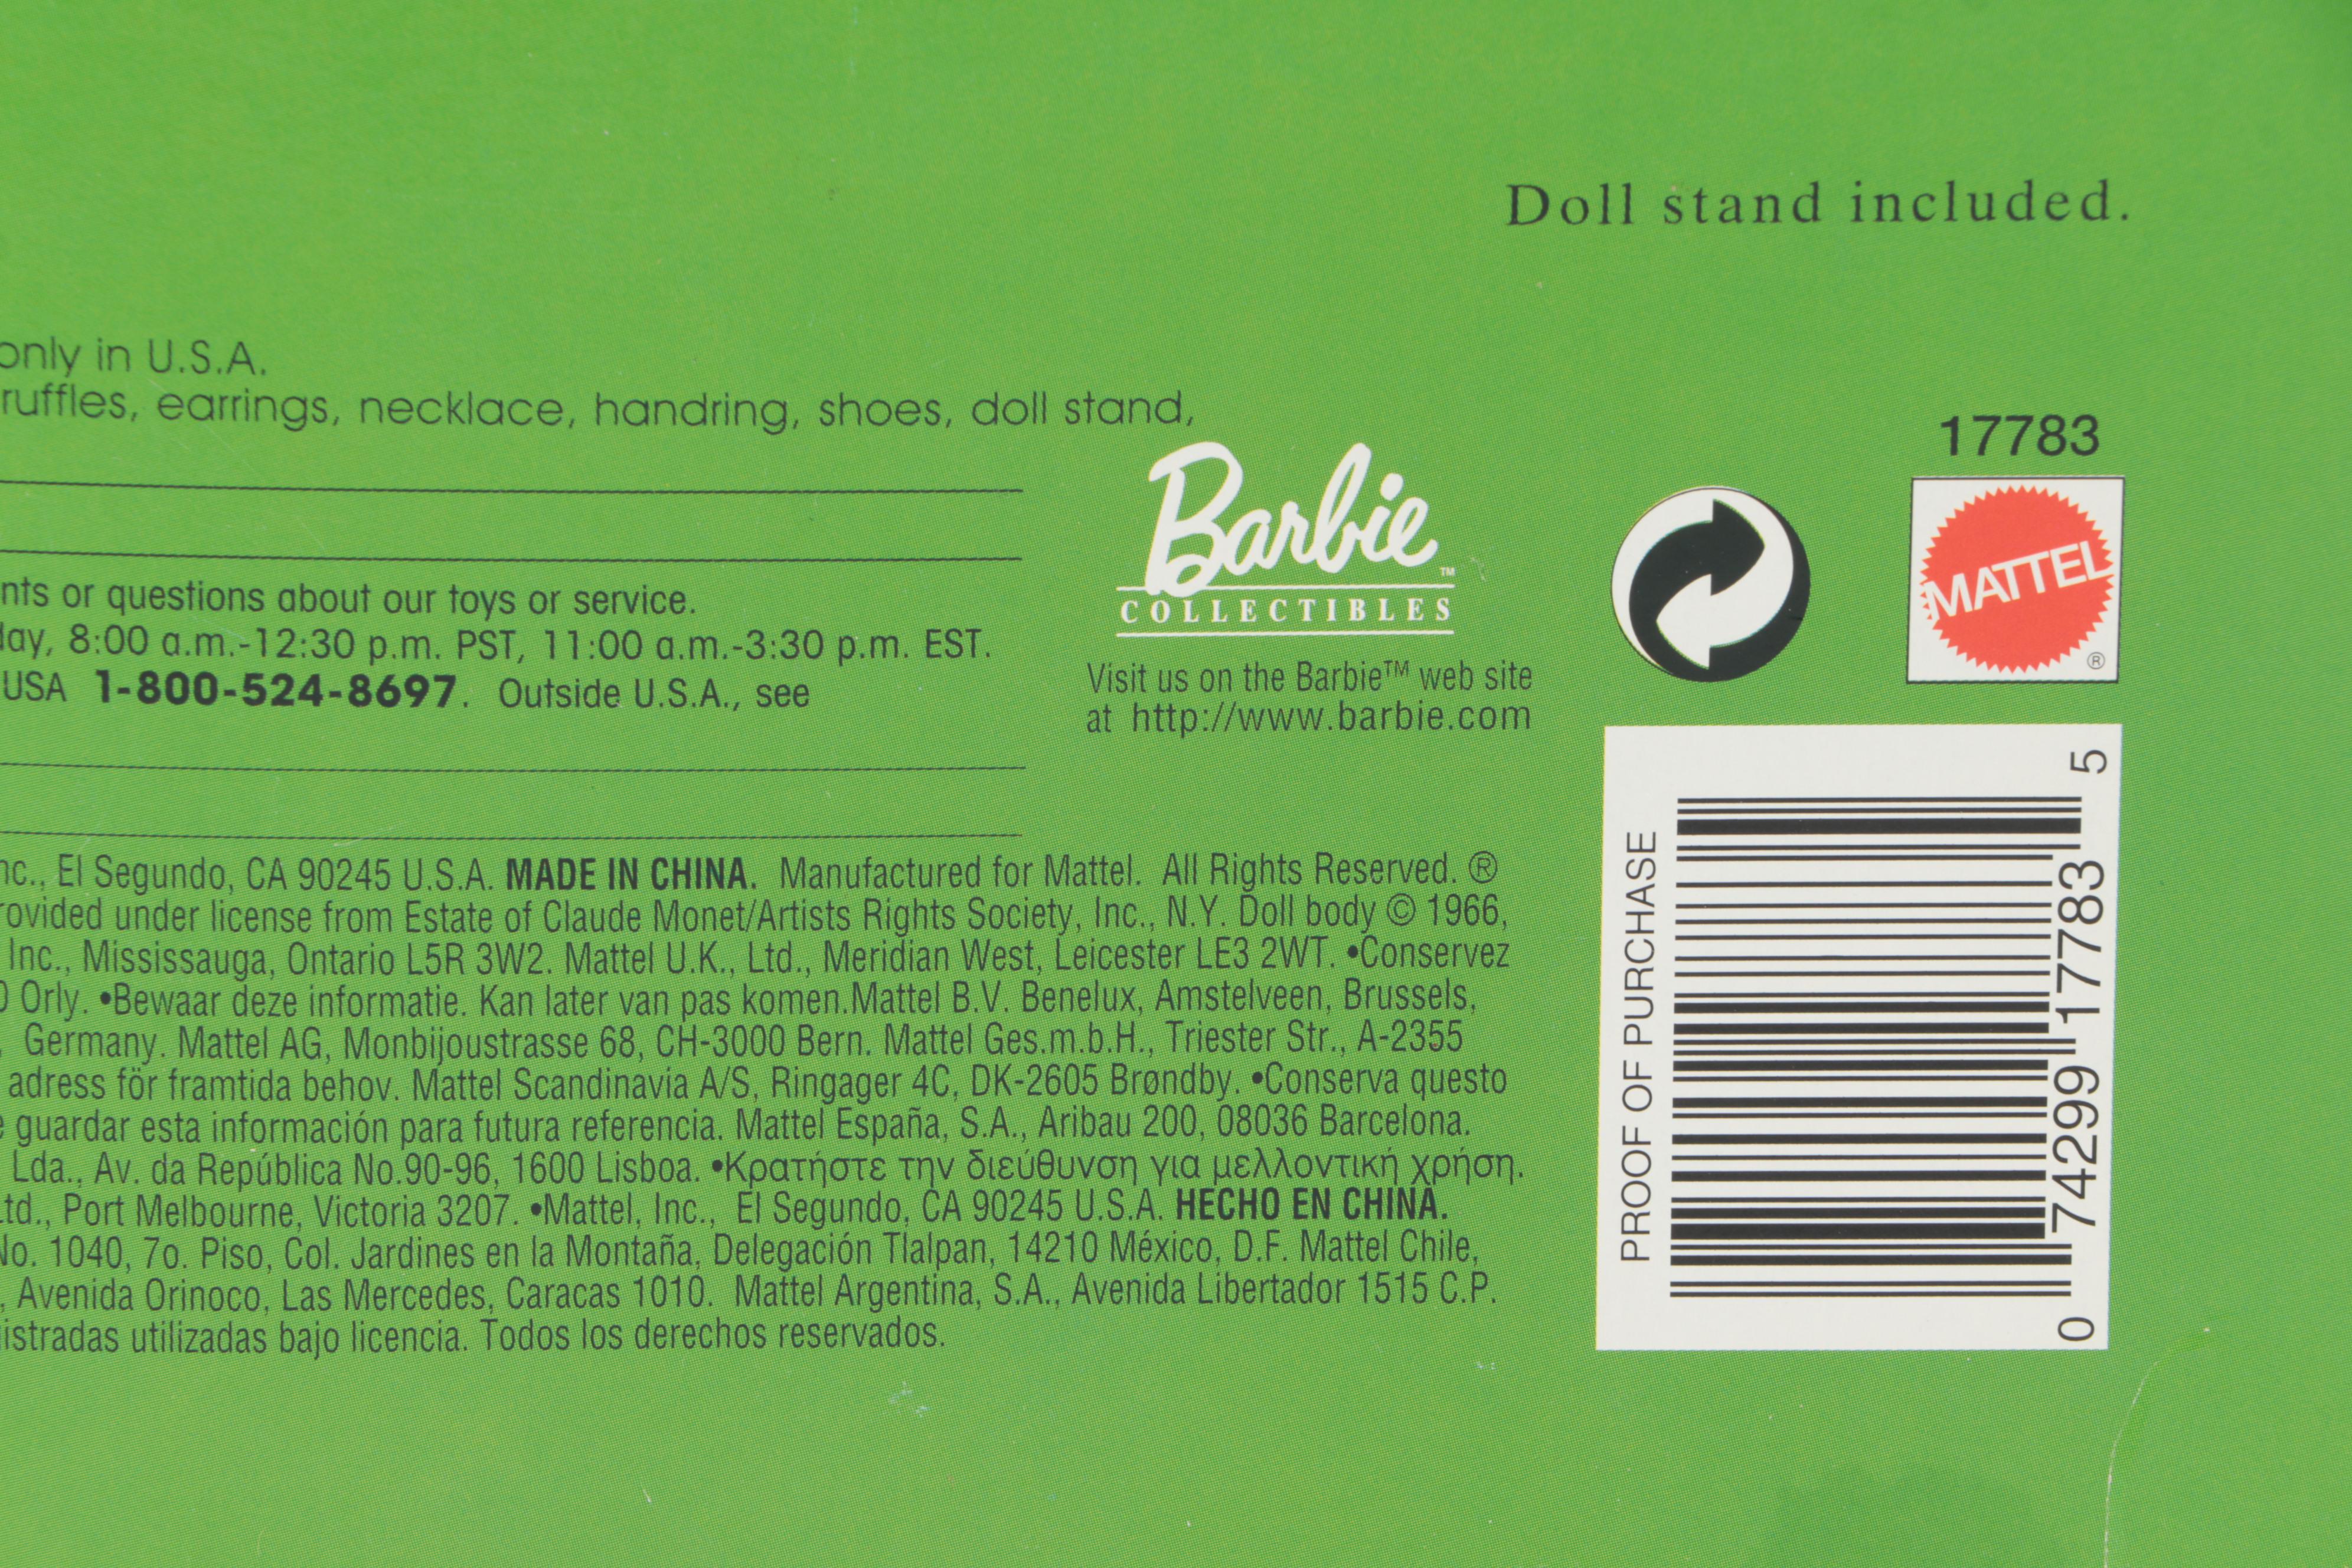 Doll stand included.
only in U.S.A.
ruffles, earrings, necklace, handring, shoes, doll stand,
17783
Barbie™
COLLECTIBLES
MATTEL®
nts or questions about our toys or service.
day, 8:00 a.m.-12:30 p.m. PST, 11:00 a.m.-3:30 p.m. EST.
USA 1-800-524-8697. Outside U.S.A., see
Visit us on the Barbie™ web site
at http://www.barbie.com
nc., El Segundo, CA 90245 U.S.A. MADE IN CHINA. Manufactured for Mattel. All Rights Reserved. ®
rovided under license from Estate of Claude Monet/Artists Rights Society, Inc., N.Y. Doll body © 1966,
Inc., Mississauga, Ontario L5R 3W2. Mattel U.K., Ltd., Meridian West, Leicester LE3 2WT. •Conservez
Orly. •Bewaar deze informatie. Kan later van pas komen.Mattel B.V. Benelux, Amstelveen, Brussels,
, Germany. Mattel AG, Monbijoustrasse 68, CH-3000 Bern. Mattel Ges.m.b.H., Triester Str., A-2355
adress för framtida behov. Mattel Scandinavia A/S, Ringager 4C, DK-2605 Brøndby. •Conserva questo
e guardar esta información para futura referencia. Mattel España, S.A., Aribau 200, 08036 Barcelona.
Lda., Av. da República No.90-96, 1600 Lisboa. •Κρατήστε την διεύθυνση για μελλοντική χρήση.
Ltd., Port Melbourne, Victoria 3207. •Mattel, Inc., El Segundo, CA 90245 U.S.A. HECHO EN CHINA.
No. 1040, 7o. Piso, Col. Jardines en la Montaña, Delegación Tlalpan, 14210 México, D.F. Mattel Chile,
, Avenida Orinoco, Las Mercedes, Caracas 1010. Mattel Argentina, S.A., Avenida Libertador 1515 C.P.
istradas utilizadas bajo licencia. Todos los derechos reservados.
PROOF OF PURCHASE
0 74299 17783 5